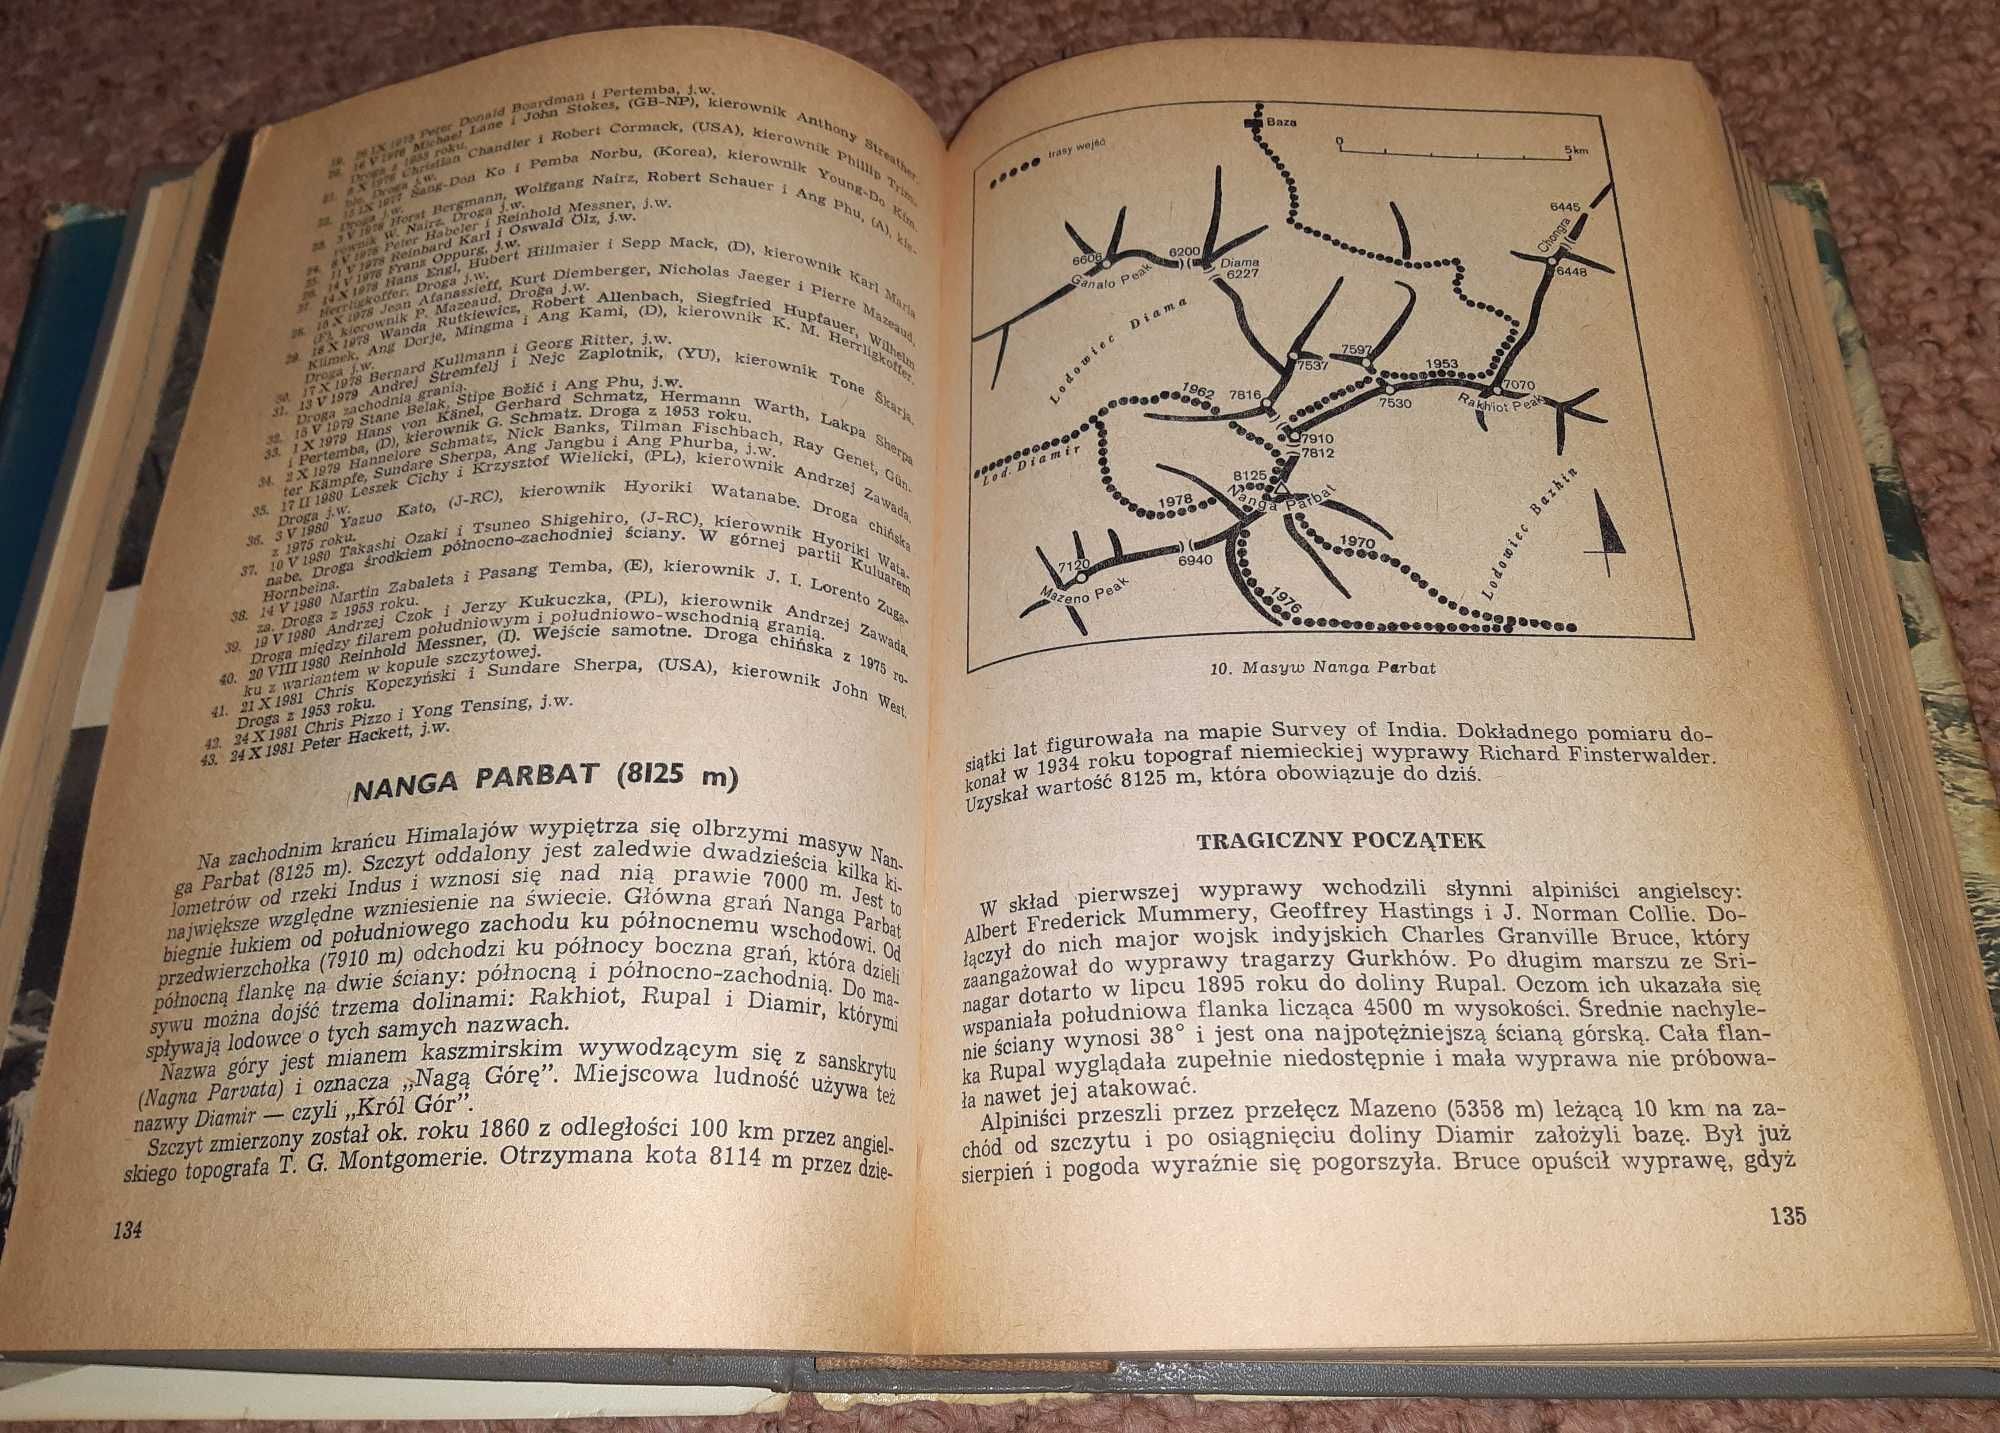 19. 26 IX 1975 Peter Donald Boardman i Pertemba, j.w.
20. 16 V 1976 Michael Lane i John Stokes, (GB-NP), kierownik Anthony Streather.
Droga z 1953 roku.
21. 8 X 1976 Christian Chandler i Robert Cormack, (USA), kierownik Phillip Trim-
ble. Droga j.w.
22. 15 IX 1977 Sang-Don Ko i Pemba Norbu, (Korea), kierownik Young-Do Kim.
Droga j.w.
23. 3 V 1978 Horst Bergmann, Wolfgang Nairz, Robert Schauer i Ang Phu, (A), kie-
rownik W. Nairz. Droga j.w.
24. 8 V 1978 Peter Habeler i Reinhold Messner, j.w.
25. 11 V 1978 Reinhard Karl i Oswald Ölz, j.w.
26. 14 V 1978 Franz Oppurg, j.w.
27. 14 X 1978 Hans Engl, Hubert Hillmaier i Sepp Mack, (D), kierownik Karl Maria
Herrligkoffer. Droga j.w.
28. 15 X 1978 Jean Afanassieff, Kurt Diemberger, Nicholas Jaeger i Pierre Mazeaud,
(F), kierownik P. Mazeaud. Droga j.w.
29. 16 X 1978 Wanda Rutkiewicz, Robert Allenbach, Siegfried Hupfauer, Wilhelm
Klimek, Ang Dorje, Mingma i Ang Kami, (D), kierownik K. M. Herrligkoffer.
Droga j.w.
30. 17 X 1978 Bernard Kullmann i Georg Ritter, j.w.
31. 13 V 1979 Andrej Štremfelj i Nejc Zaplotnik, (YU), kierownik Tone Škarja.
Droga zachodnią granią.
32. 15 V 1979 Stane Belak, Stipe Božić i Ang Phu, j.w.
33. 1 X 1979 Hans von Känel, Gerhard Schmatz, Hermann Warth, Lakpa Sherpa
i Pertemba, (D), kierownik G. Schmatz. Droga z 1953 roku.
34. 2 X 1979 Hannelore Schmatz, Nick Banks, Tilman Fischbach, Ray Genet, Gün-
ter Kämpfe, Sundare Sherpa, Ang Jangbu i Ang Phurba, j.w.
35. 17 II 1980 Leszek Cichy i Krzysztof Wielicki, (PL), kierownik Andrzej Zawada.
Droga j.w.
36. 3 V 1980 Yazuo Kato, (J-RC), kierownik Hyoriki Watanabe. Droga chińska
z 1975 roku.
37. 10 V 1980 Takashi Ozaki i Tsuneo Shigehiro, (J-RC), kierownik Hyoriki Wata-
nabe. Droga środkiem północno-zachodniej ściany. W górnej partii Kuluarem
Hornbeina.
38. 14 V 1980 Martin Zabaleta i Pasang Temba, (E), kierownik J. I. Lorento Zuga-
za. Droga z 1953 roku.
39. 19 V 1980 Andrzej Czok i Jerzy Kukuczka, (PL), kierownik Andrzej Zawada.
Droga między filarem południowym i południowo-wschodnią granią.
40. 20 VIII 1980 Reinhold Messner, (I). Wejście samotne. Droga chińska z 1975 ro-
ku z wariantem w kopule szczytowej.
41. 21 X 1981 Chris Kopczyński i Sundare Sherpa, (USA), kierownik John West.
Droga z 1953 roku.
42. 24 X 1981 Chris Pizzo i Yong Tensing, j.w.
43. 24 X 1981 Peter Hackett, j.w.
NANGA PARBAT (8125 m)
Na zachodnim krańcu Himalajów wypiętrza się olbrzymi masyw Nan-
ga Parbat (8125 m). Szczyt oddalony jest zaledwie dwadzieścia kilka ki-
lometrów od rzeki Indus i wznosi się nad nią prawie 7000 m. Jest to
największe względne wzniesienie na świecie. Główna grań Nanga Parbat
biegnie łukiem od południowego zachodu ku północnemu wschodowi. Od
przedwierzchołka (7910 m) odchodzi ku północy boczna grań, która dzieli
północną flankę na dwie ściany: północną i północno-zachodnią. Do ma-
sywu można dojść trzema dolinami: Rakhiot, Rupal i Diamir, którymi
spływają lodowce o tych samych nazwach.
Nazwa góry jest mianem kaszmirskim wywodzącym się z sanskrytu
(Nagna Parvata) i oznacza „Nagą Górę”. Miejscowa ludność używa też
nazwy Diamir — czyli „Król Gór”.
Szczyt zmierzony został ok. roku 1860 z odległości 100 km przez angiel-
skiego topografa T. G. Montgomerie. Otrzymana kota 8114 m przez dzie-
134
Baza
trasy wejść
0
5km
6445
Chongra
6448
6606
Ganalo Peak
6200
Diama
6227
Lodowiec Diama
7597
7537
1953
7070
Rakhiot Peak
7530
1962
7816
7910
7812
Lod. Diamir
8125
Nanga Parbat
1978
Lodowiec Bazhin
1970
6940
7120
Mazeno Peak
1976
10. Masyw Nanga Parbat
siątki lat figurowała na mapie Survey of India. Dokładnego pomiaru do-
konał w 1934 roku topograf niemieckiej wyprawy Richard Finsterwalder.
Uzyskał wartość 8125 m, która obowiązuje do dziś.
TRAGICZNY POCZĄTEK
W skład pierwszej wyprawy wchodzili słynni alpiniści angielscy:
Albert Frederick Mummery, Geoffrey Hastings i J. Norman Collie. Do-
łączył do nich major wojsk indyjskich Charles Granville Bruce, który
zaangażował do wyprawy tragarzy Gurkhów. Po długim marszu ze Sri-
nagar dotarto w lipcu 1895 roku do doliny Rupal. Oczom ich ukazała się
wspaniała południowa flanka licząca 4500 m wysokości. Średnie nachyle-
nie ściany wynosi 38° i jest ona najpotężniejszą ścianą górską. Cała flan-
ka Rupal wyglądała zupełnie niedostępnie i mała wyprawa nie próbowa-
ła nawet jej atakować.
Alpiniści przeszli przez przełęcz Mazeno (5358 m) leżącą 10 km na za-
chód od szczytu i po osiągnięciu doliny Diamir założyli bazę. Był już
sierpień i pogoda wyraźnie się pogorszyła. Bruce opuścił wyprawę, gdyż
135